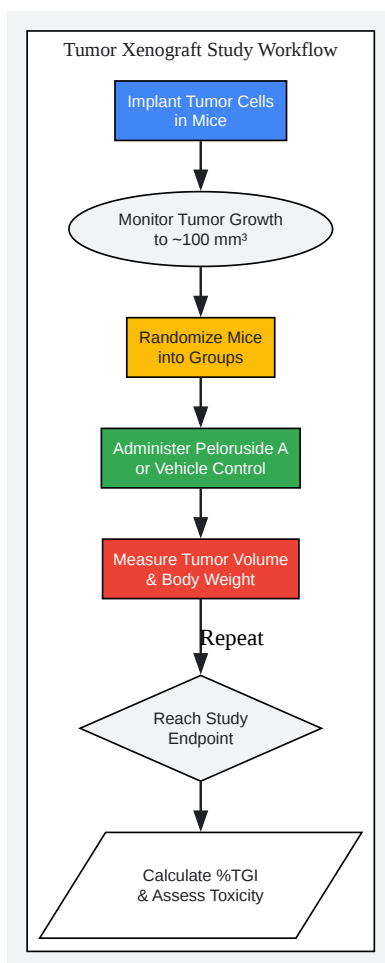 Tumor Xenograft Study Workflow
Implant Tumor Cells
in Mice
Monitor Tumor Growth
to ~100 mm³
Randomize Mice
into Groups
Administer Peloruside A
or Vehicle Control
Measure Tumor Volume
& Body Weight
Repeat
Reach Study
Endpoint
Calculate %TGI
& Assess Toxicity